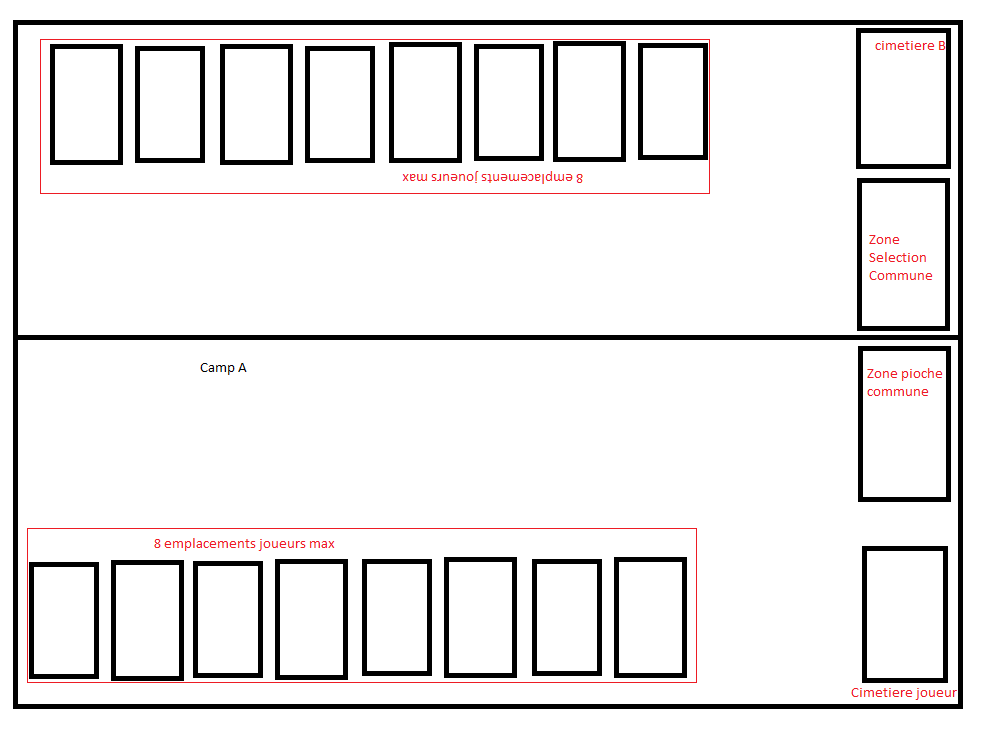 cimetiere B
8 emplacements joueurs max
Zone
Selection
Commune
Camp A
Zone pioche
commune
8 emplacements joueurs max
Cimetiere joueur